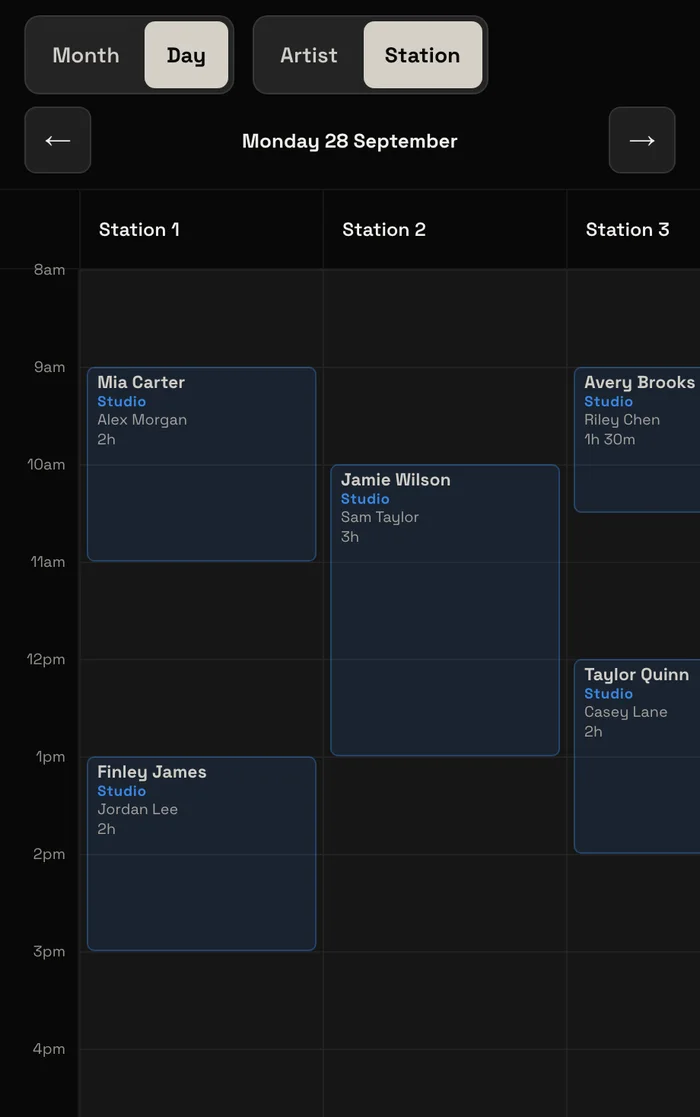 Month Day Artist Station
← Monday 28 September →
Station 1 Station 2 Station 3
8am
9am
Mia Carter
Studio
Alex Morgan
2h
Avery Brooks
Studio
Riley Chen
1h 30m
10am
Jamie Wilson
Studio
Sam Taylor
3h
11am
12pm
Taylor Quinn
Studio
Casey Lane
2h
1pm
Finley James
Studio
Jordan Lee
2h
2pm
3pm
4pm